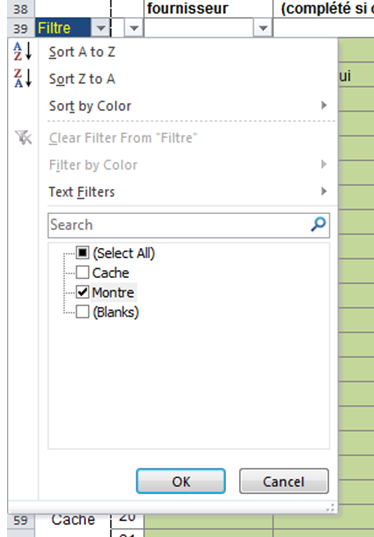 38 fournisseur (complété si
39 Filtre
Sort A to Z
ui
Sort Z to A
Sort by Color
Clear Filter From "Filtre"
Filter by Color
Text Filters
Search
(Select All)
Cache
Montre
(Blanks)
OK Cancel
59 Cache 20